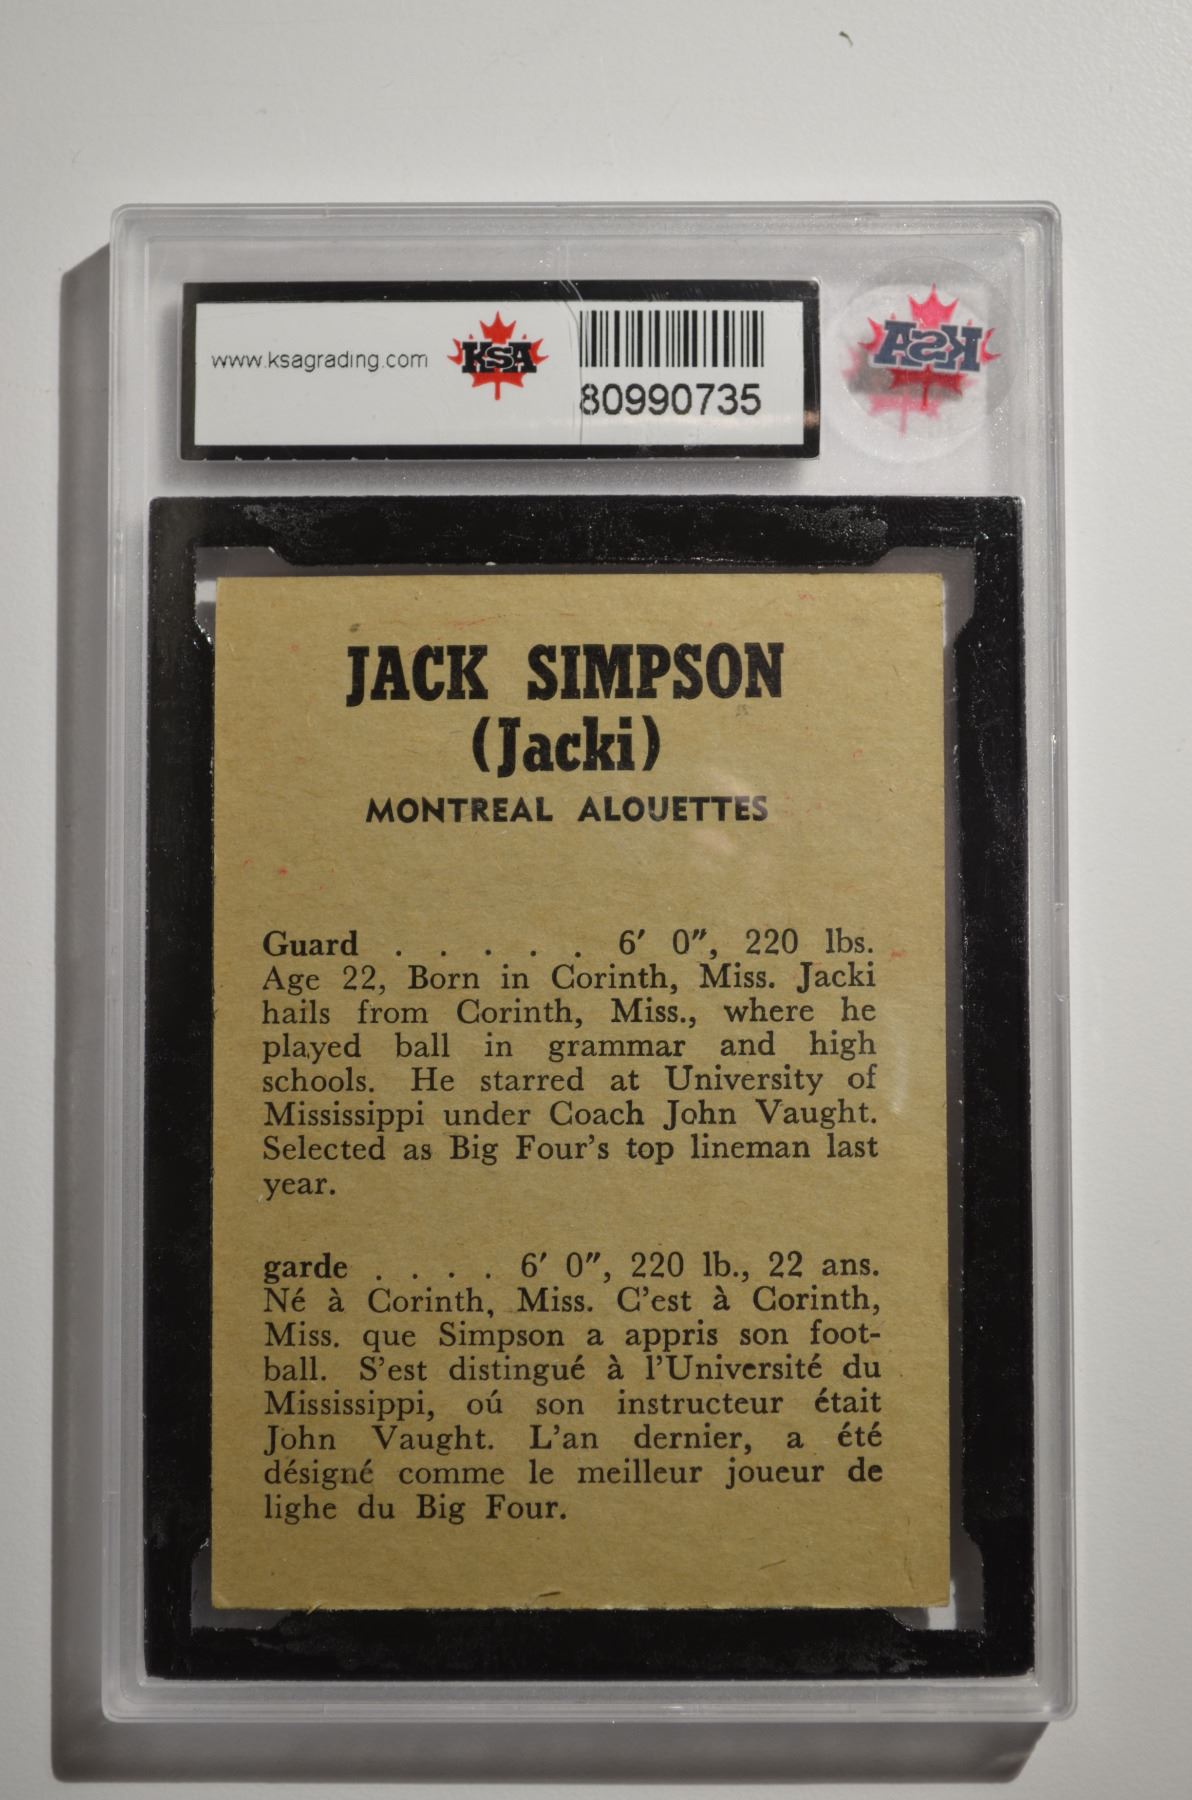 www.ksagrading.com
KSA
80990735
KSA
JACK SIMPSON
(Jacki)
MONTREAL ALOUETTES
Guard . . . . . 6′ 0″, 220 lbs.
Age 22, Born in Corinth, Miss. Jacki
hails from Corinth, Miss., where he
played ball in grammar and high
schools. He starred at University of
Mississippi under Coach John Vaught.
Selected as Big Four's top lineman last
year.
garde . . . . 6′ 0″, 220 lb., 22 ans.
Né à Corinth, Miss. C'est à Corinth,
Miss. que Simpson a appris son foot-
ball. S'est distingué à l'Université du
Mississippi, oú son instructeur était
John Vaught. L'an dernier, a été
désigné comme le meilleur joueur de
lighe du Big Four.